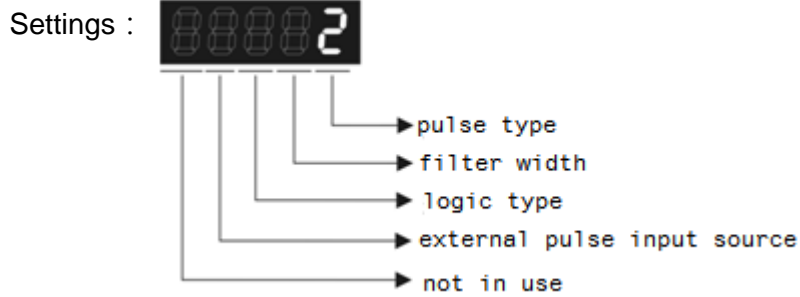 Settings：
2
pulse type
filter width
logic type
external pulse input source
not in use